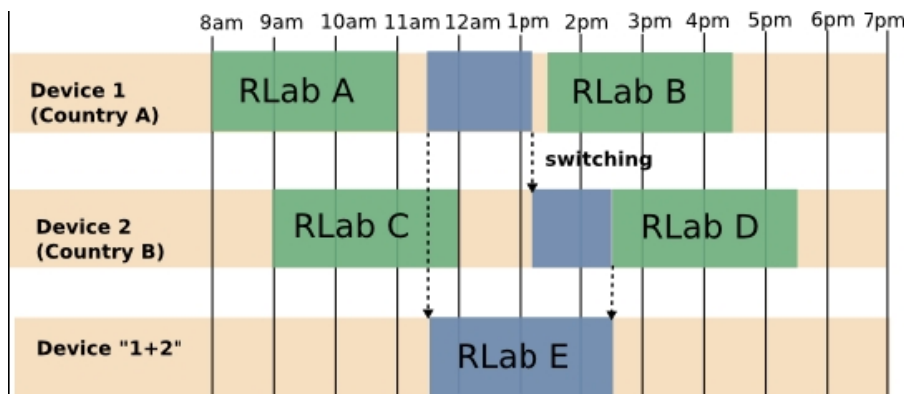 8am 9am 10am 11am 12am 1pm 2pm 3pm 4pm 5pm 6pm 7pm
Device 1
(Country A)
RLab A
RLab B
switching
Device 2
(Country B)
RLab C
RLab D
Device "1+2"
RLab E